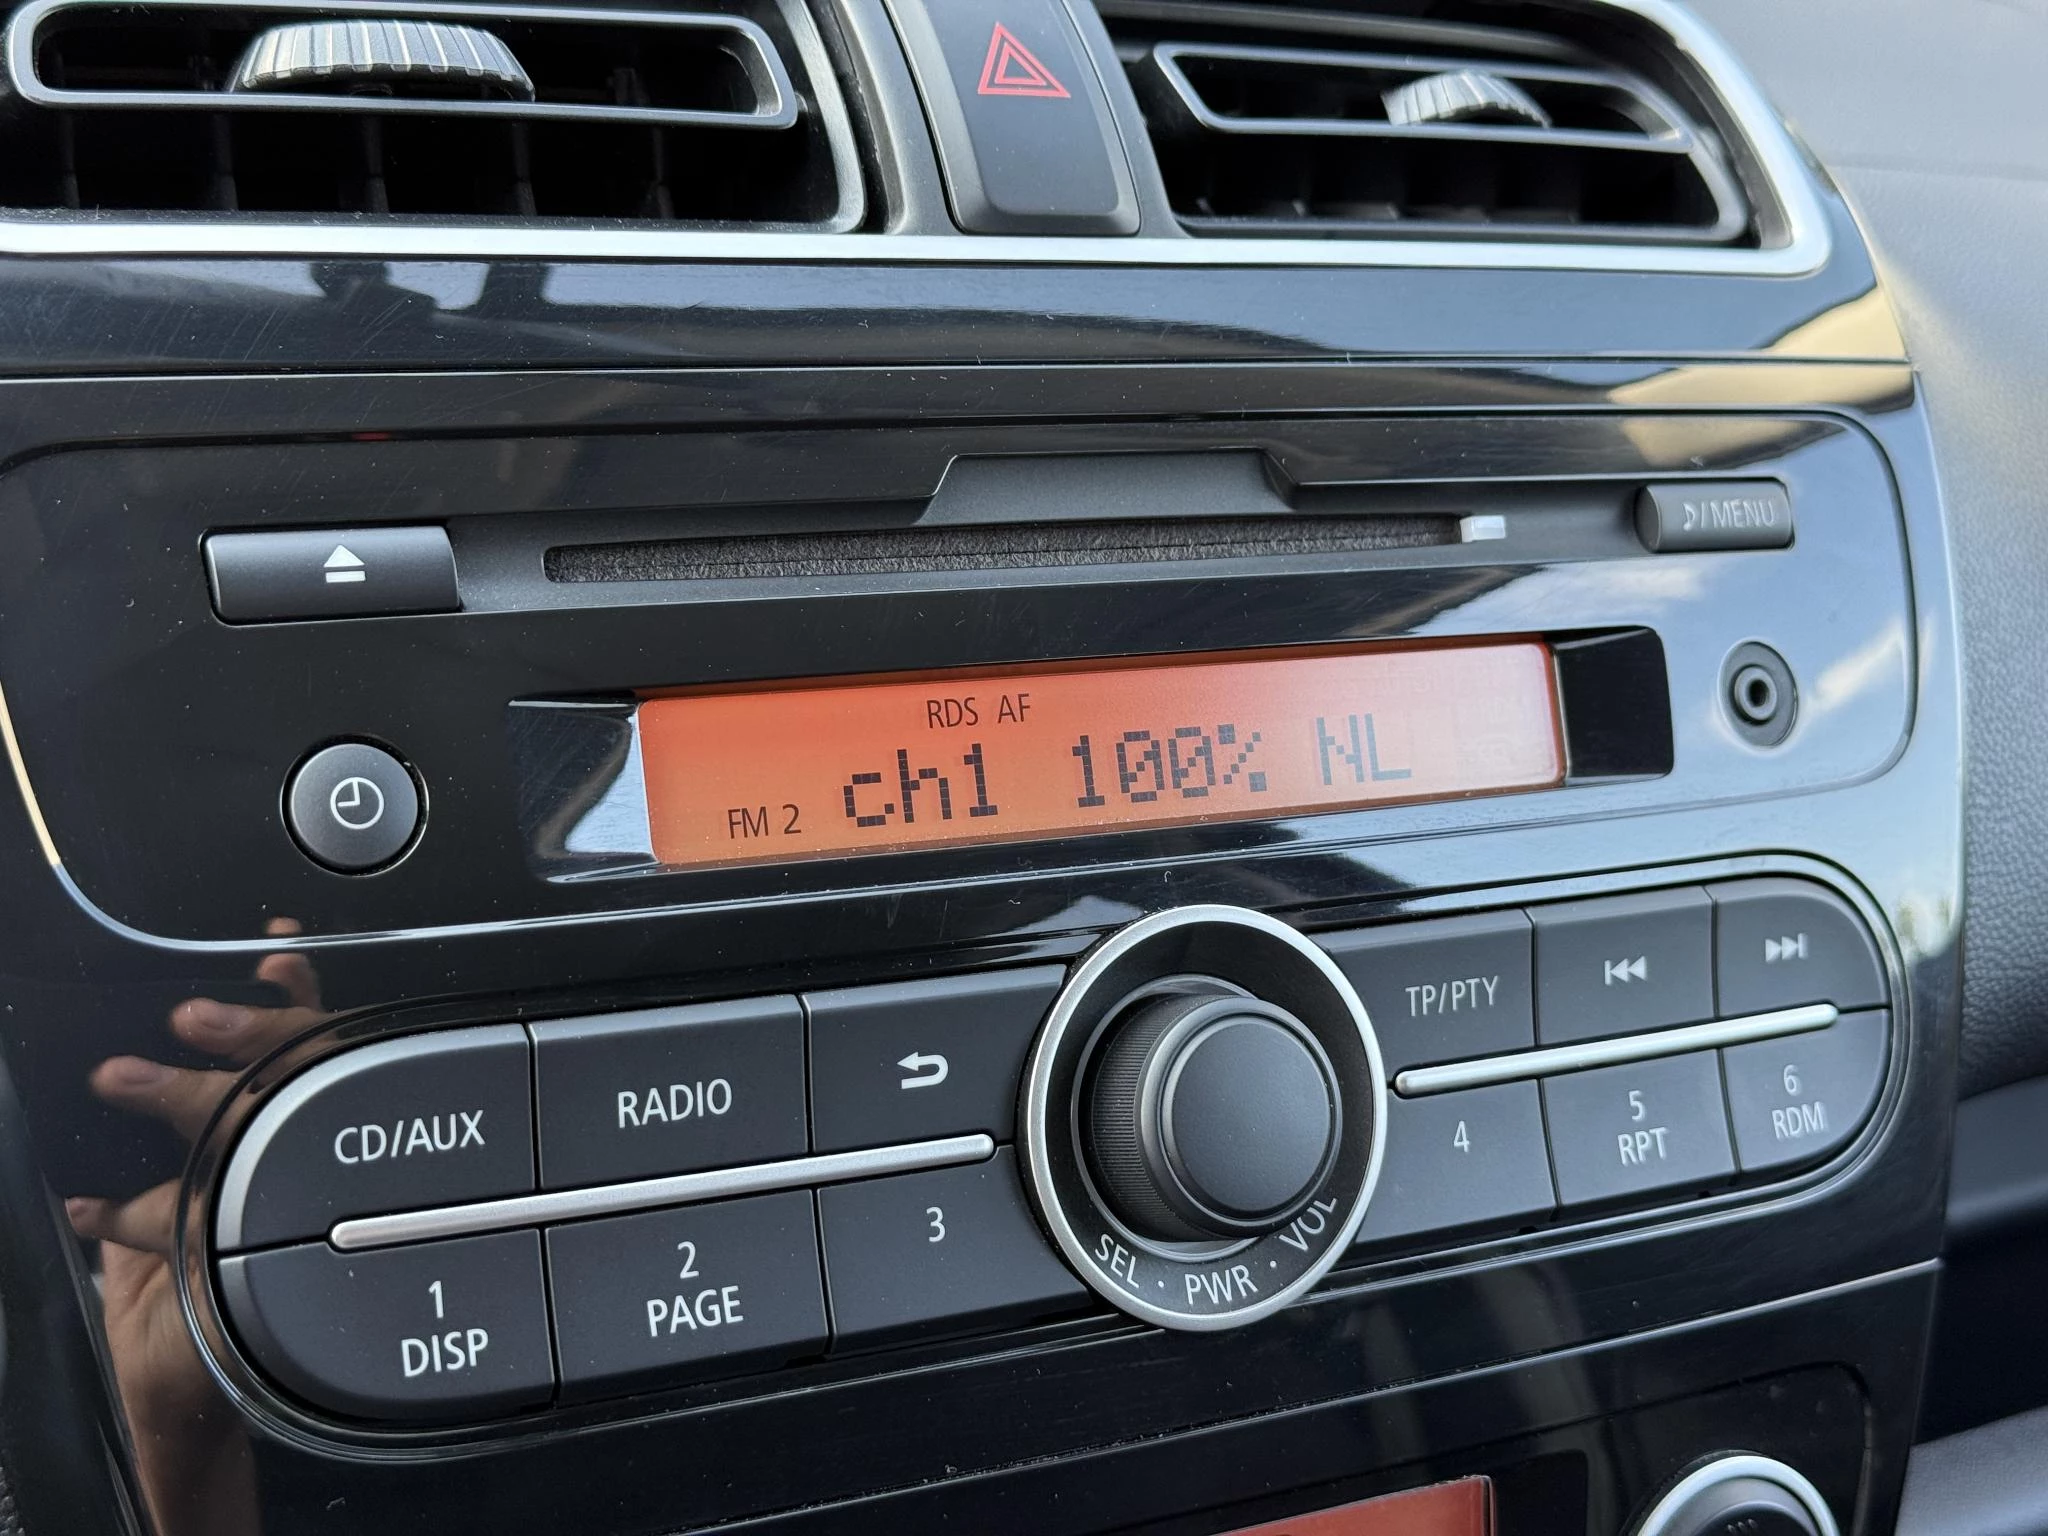 ♪/MENU
RDS AF
FM 2 ch1 100% NL
CD/AUX
RADIO
TP/PTY
1
DISP
2
PAGE
3
4
5
RPT
6
RDM
SEL · PWR · VOL